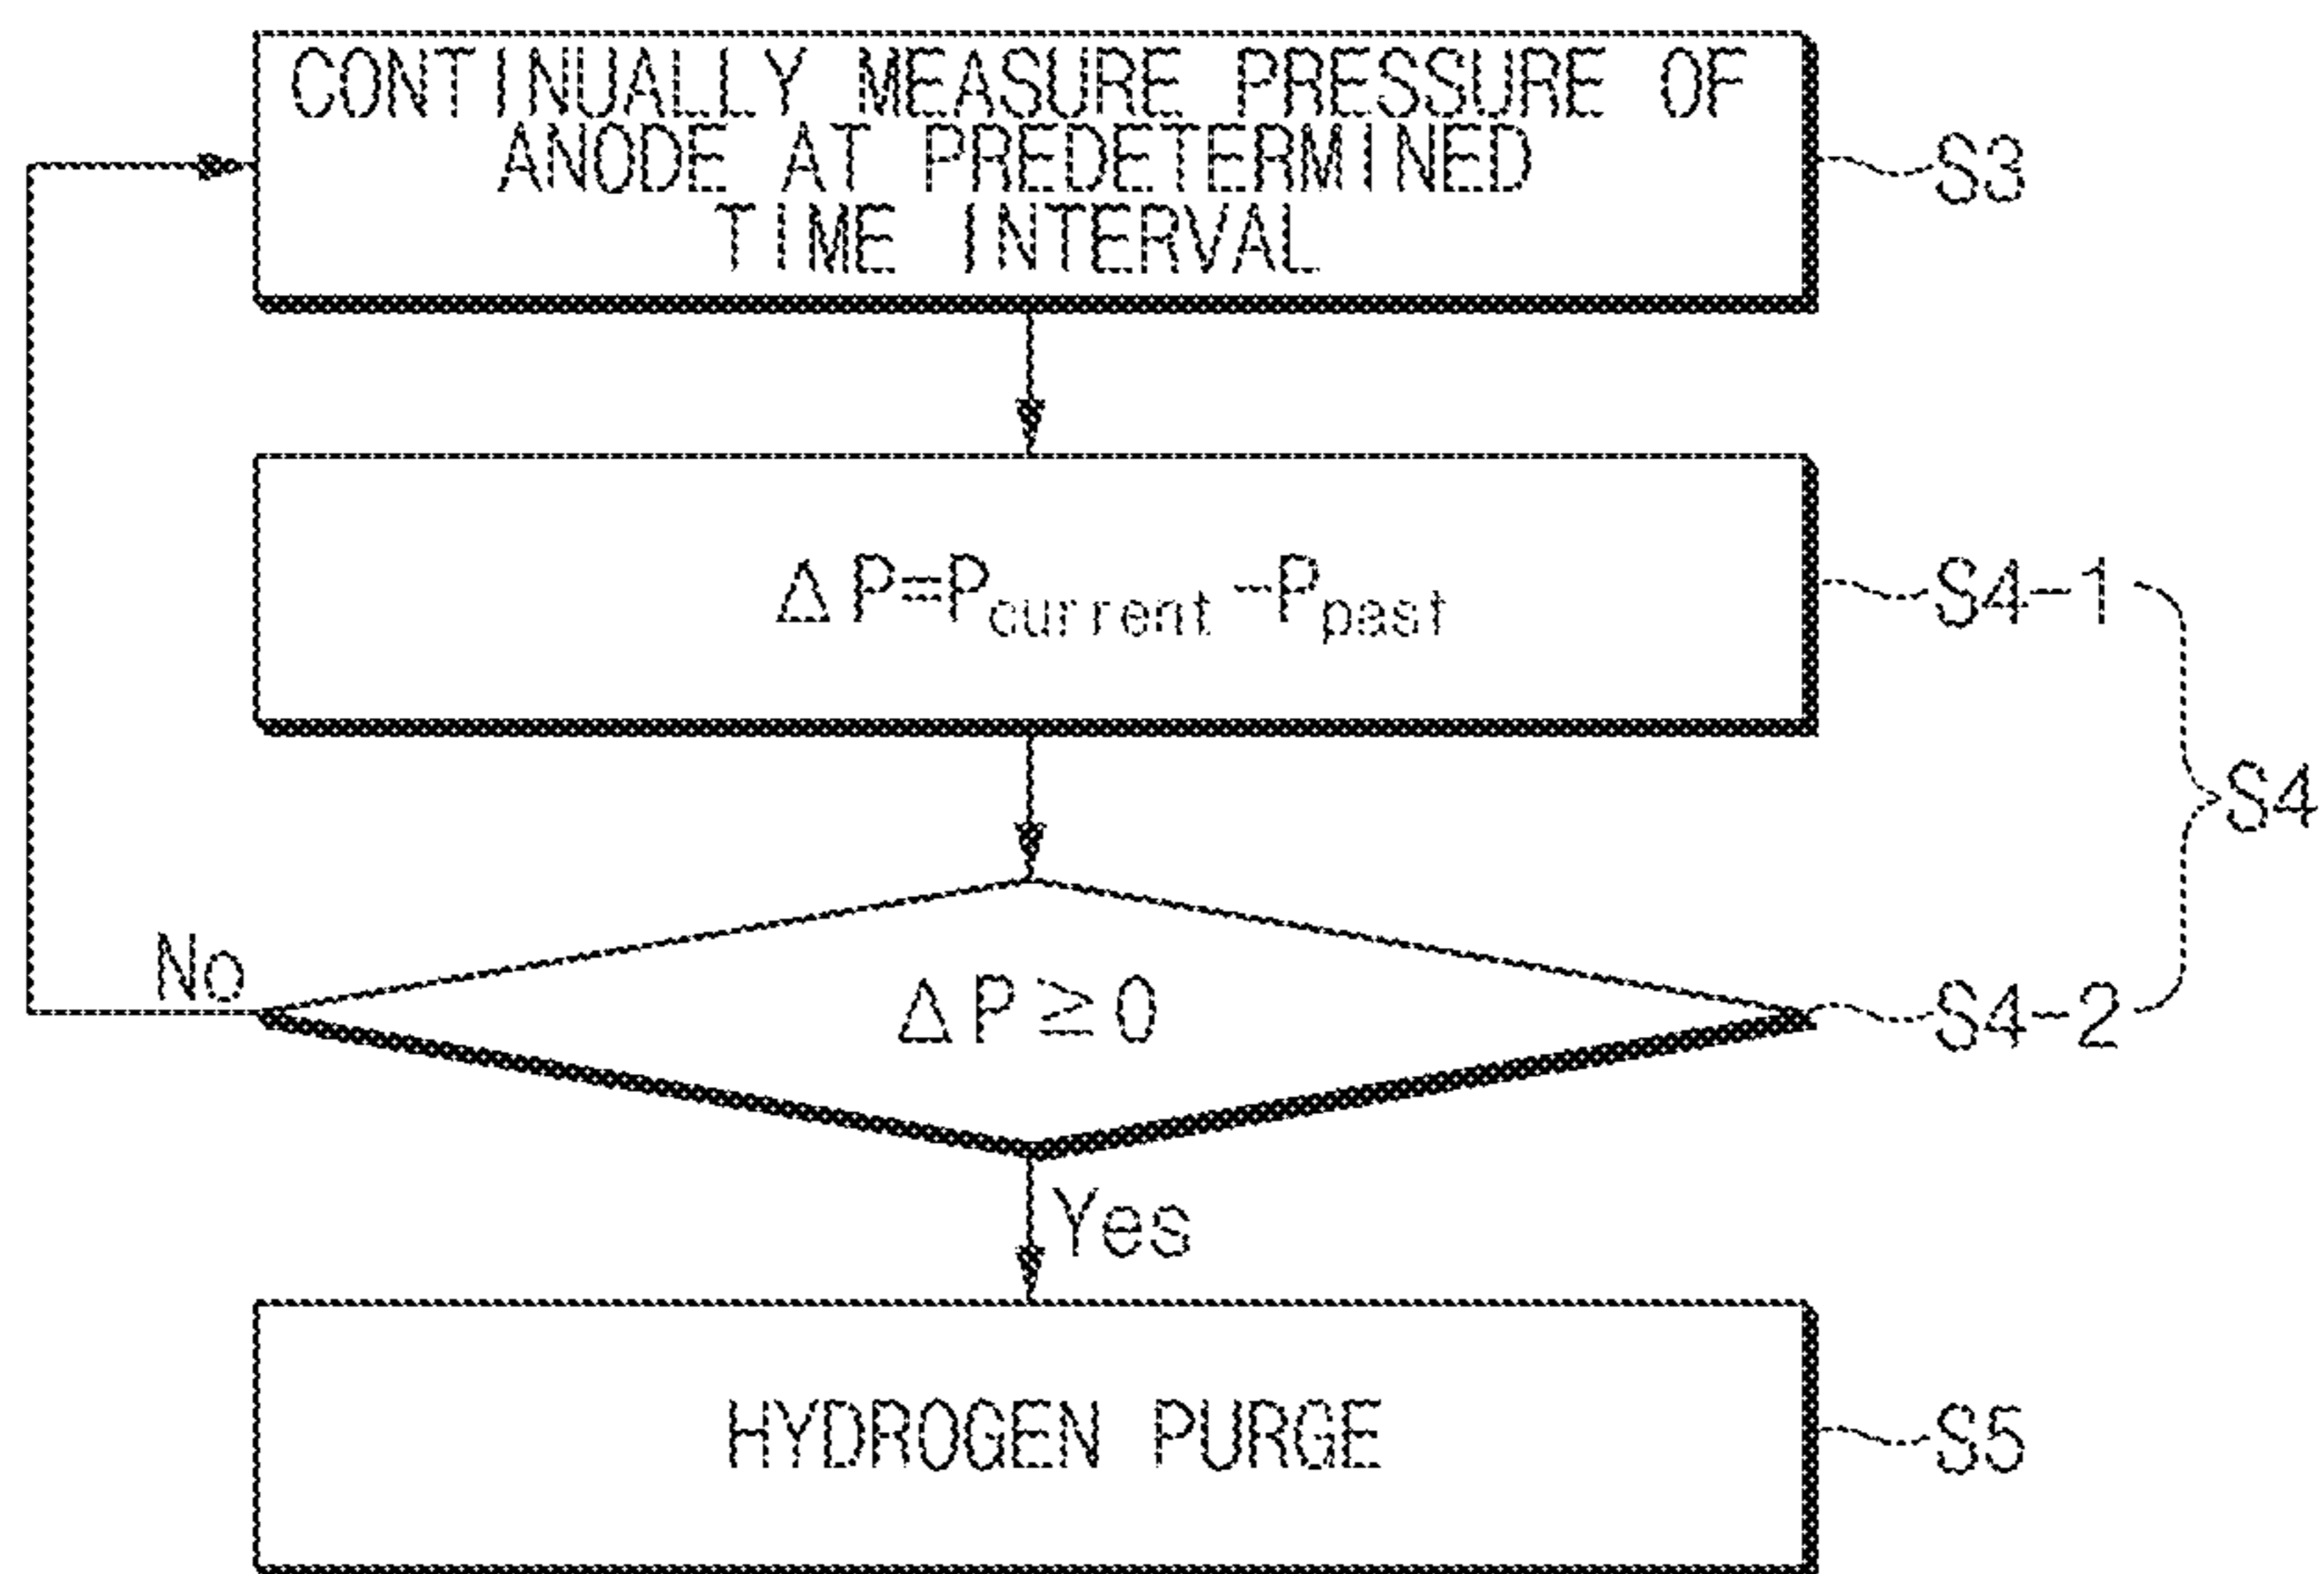 CONTINUALLY MEASURE PRESSURE OF
ANODE AT PREDETERMINED
TIME INTERVAL
S3
ΔP=Pcurrent-Ppast
S4-1
S4
No
ΔP≥0
S4-2
Yes
HYDROGEN PURGE
S5